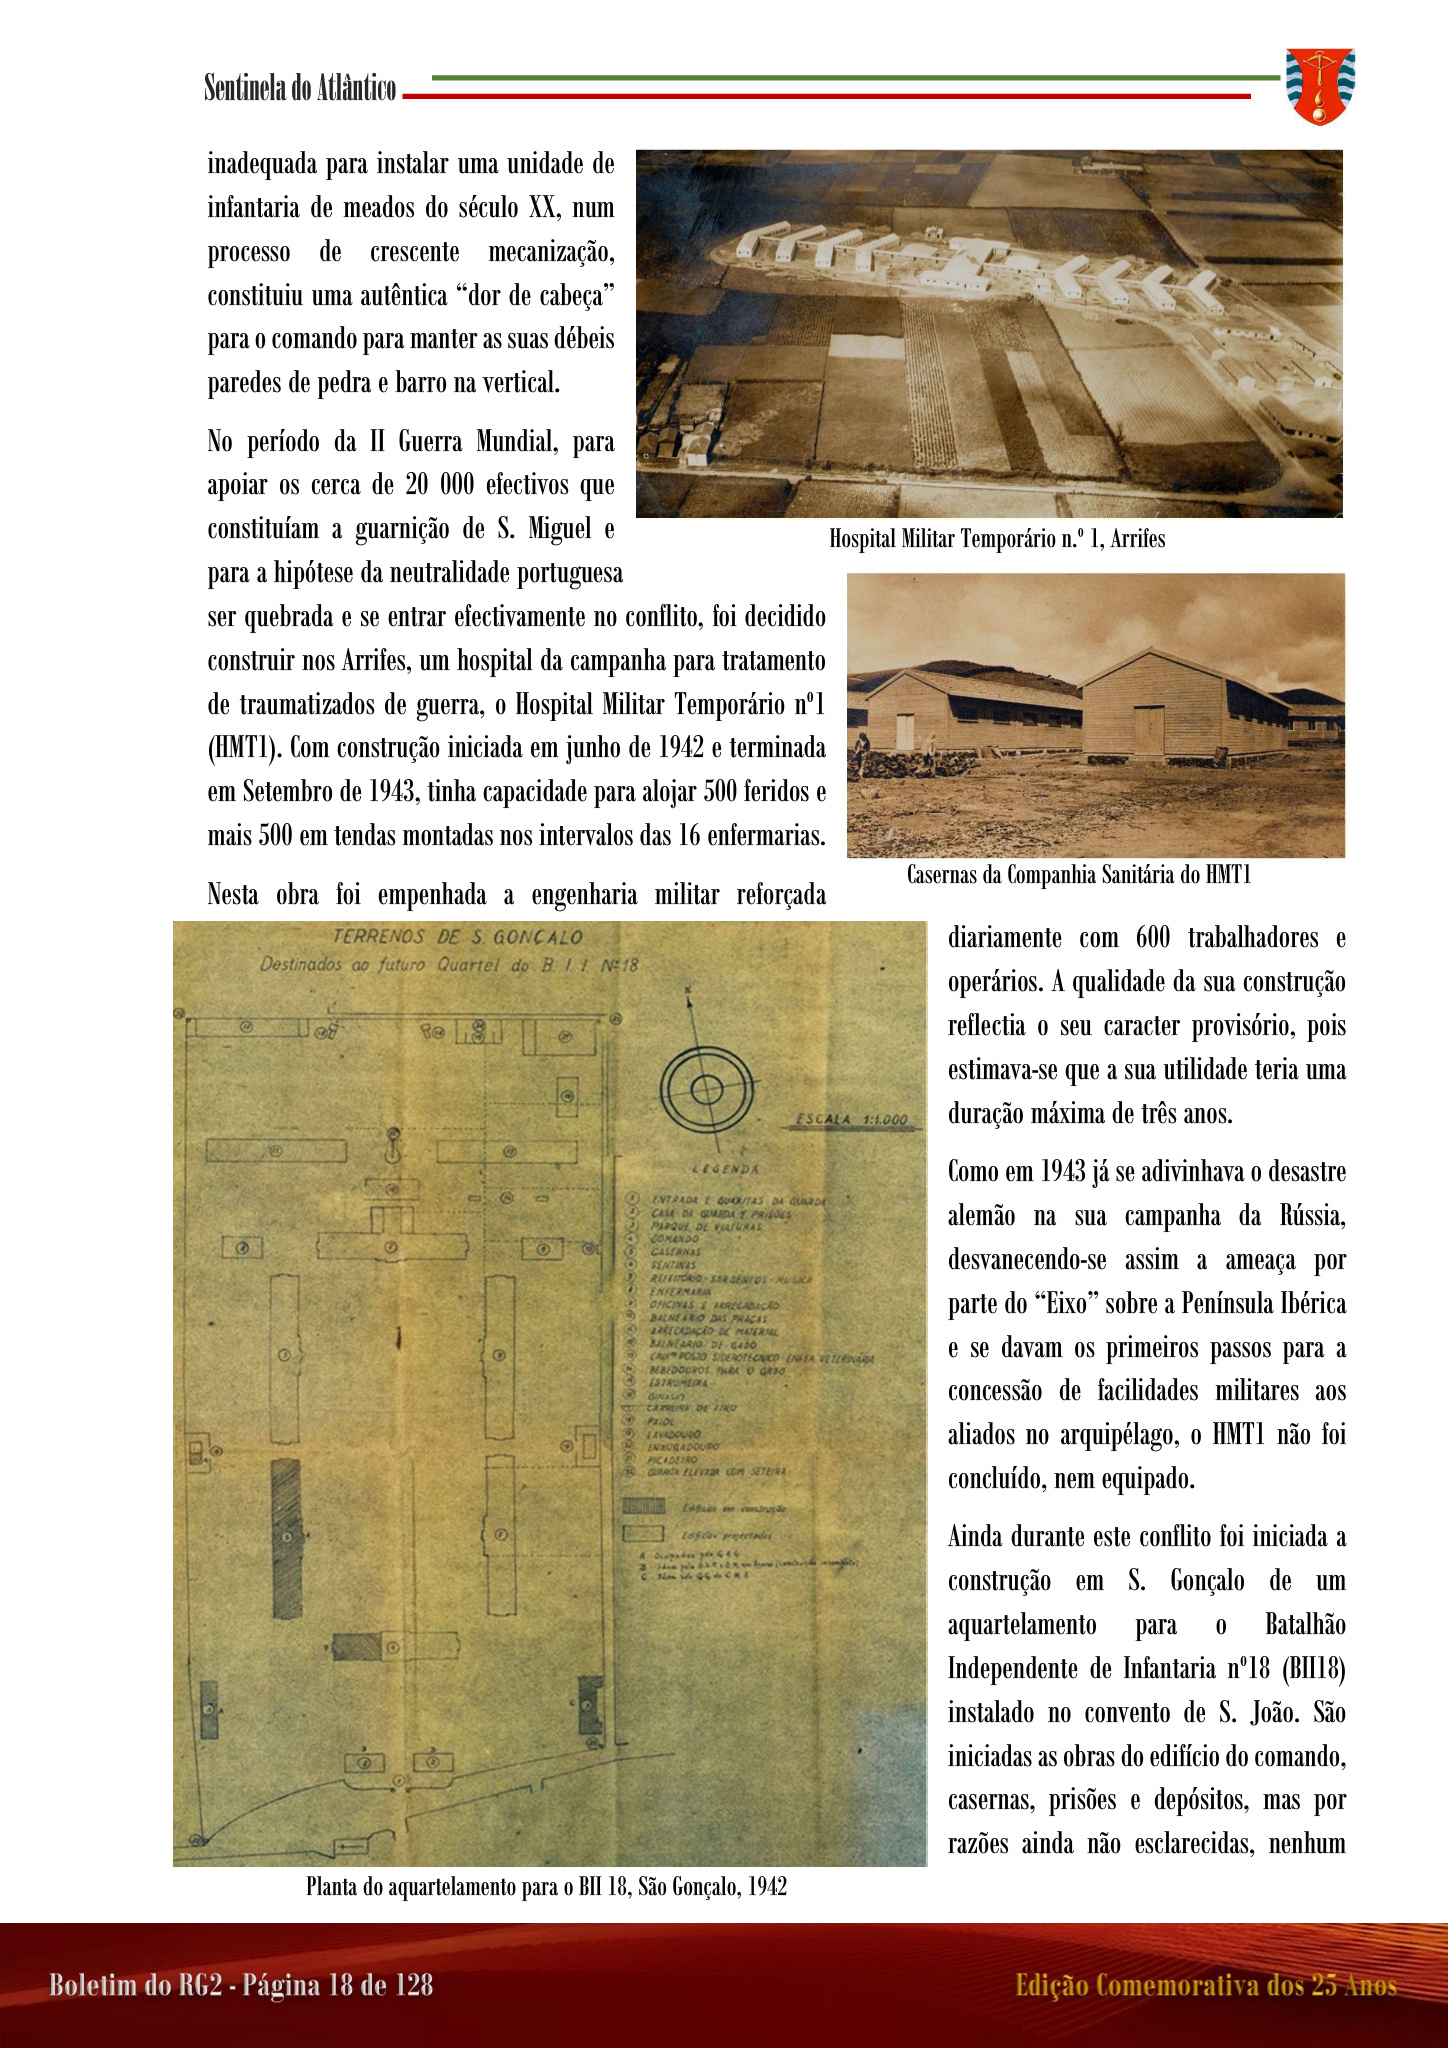 Sentinela do Atlântico
inadequada para instalar uma unidade de
infantaria de meados do século XX, num
processo de crescente mecanização,
constituiu uma autêntica “dor de cabeça”
para o comando para manter as suas débeis
paredes de pedra e barro na vertical.
No período da II Guerra Mundial, para
apoiar os cerca de 20 000 efectivos que
constituíam a guarnição de S. Miguel e
para a hipótese da neutralidade portuguesa
ser quebrada e se entrar efectivamente no conflito, foi decidido
construir nos Arrifes, um hospital da campanha para tratamento
de traumatizados de guerra, o Hospital Militar Temporário nº1
(HMT1). Com construção iniciada em junho de 1942 e terminada
em Setembro de 1943, tinha capacidade para alojar 500 feridos e
mais 500 em tendas montadas nos intervalos das 16 enfermarias.
Nesta obra foi empenhada a engenharia militar reforçada
Hospital Militar Temporário n.º 1, Arrifes
Casernas da Companhia Sanitária do HMT1
diariamente com 600 trabalhadores e
operários. A qualidade da sua construção
reflectia o seu caracter provisório, pois
estimava-se que a sua utilidade teria uma
duração máxima de três anos.
Como em 1943 já se adivinhava o desastre
alemão na sua campanha da Rússia,
desvanecendo-se assim a ameaça por
parte do “Eixo” sobre a Península Ibérica
e se davam os primeiros passos para a
concessão de facilidades militares aos
aliados no arquipélago, o HMT1 não foi
concluído, nem equipado.
Ainda durante este conflito foi iniciada a
construção em S. Gonçalo de um
aquartelamento para o Batalhão
Independente de Infantaria nº18 (BII18)
instalado no convento de S. João. São
iniciadas as obras do edifício do comando,
casernas, prisões e depósitos, mas por
razões ainda não esclarecidas, nenhum
TERRENOS DE S. GONÇALO
Destinados ao futuro Quartel do B. I. I. Nº 18
ESCALA 1:1.000
LEGENDA
ENTRADA E GUARITAS DA GUARDA
CASA DA GUARDA E PRISÕES
PARQUE DE VIATURAS
COMANDO
CASERNAS
SENTINAS
REFEITÓRIO - SARGENTOS - MUSICA
ENFERMARIA
OFICINAS E ARRECADAÇÃO
BALNEÁRIO DAS PRAÇAS
ARRECADAÇÃO DE MATERIAL
BALNEÁRIO DE GADO
POSTO SIDEROTECNICO - ENFER. VETERINÁRIA
BEBEDOUROS PARA O GADO
ESTRUMEIRA
GINASIO
CARREIRA DE TIRO
PAIOL
LAVADOURO
ENXUGADOURO
PICADEIRO
GUARITA ELEVADA COM SETEIRA
Edifícios em construção
Edifícios projectados
Planta do aquartelamento para o BII 18, São Gonçalo, 1942
Boletim do RG2 - Página 18 de 128
Edição Comemorativa dos 25 Anos